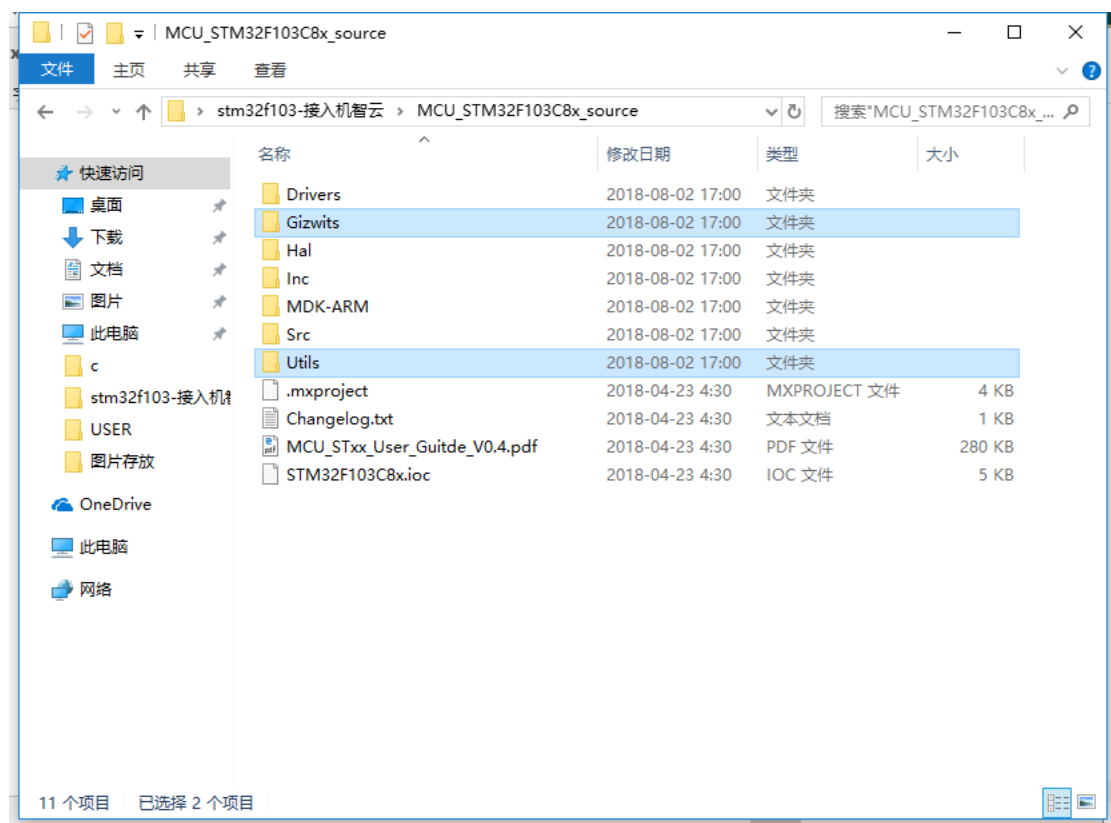 MCU_STM32F103C8x_source
文件 主页 共享 查看
stm32f103-接入机智云 > MCU_STM32F103C8x_source 搜索"MCU_STM32F103C8x_...
名称 修改日期 类型 大小
快速访问
桌面
下载
文档
图片
此电脑
c
stm32f103-接入机
USER
图片存放
OneDrive
此电脑
网络
Drivers 2018-08-02 17:00 文件夹
Gizwits 2018-08-02 17:00 文件夹
Hal 2018-08-02 17:00 文件夹
Inc 2018-08-02 17:00 文件夹
MDK-ARM 2018-08-02 17:00 文件夹
Src 2018-08-02 17:00 文件夹
Utils 2018-08-02 17:00 文件夹
.mxproject 2018-04-23 4:30 MXPROJECT 文件 4 KB
Changelog.txt 2018-04-23 4:30 文本文档 1 KB
MCU_STxx_User_Guitde_V0.4.pdf 2018-04-23 4:30 PDF 文件 280 KB
STM32F103C8x.ioc 2018-04-23 4:30 IOC 文件 5 KB
11 个项目 已选择 2 个项目